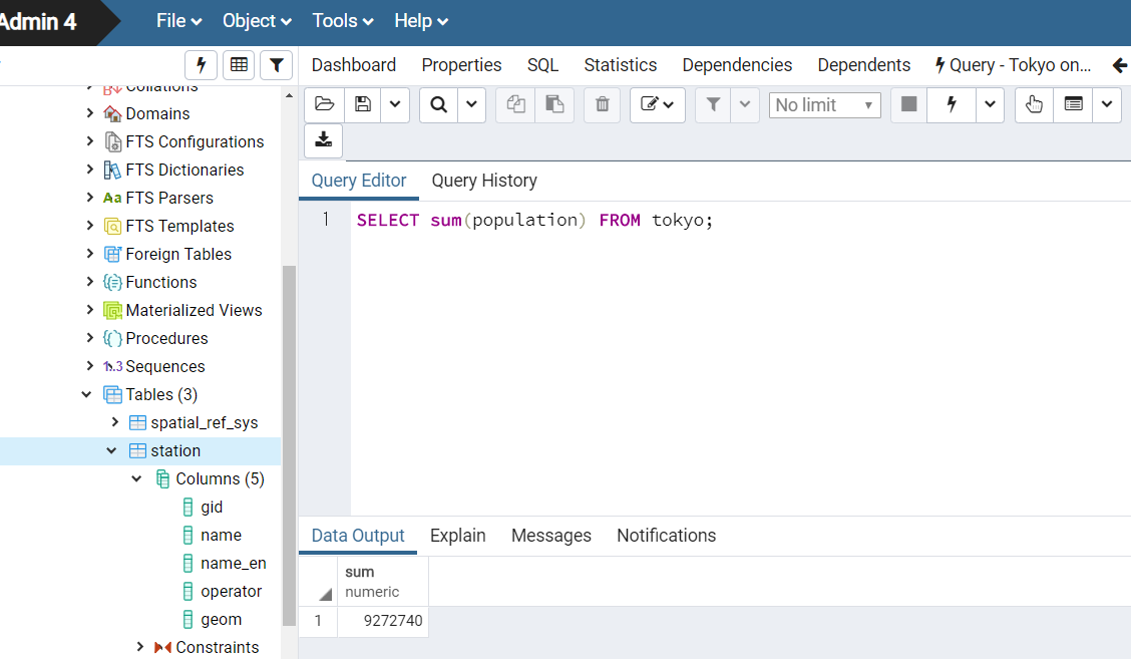 Admin 4
File Object Tools Help
Dashboard Properties SQL Statistics Dependencies Dependents Query - Tokyo on...
Collations
Domains
FTS Configurations
FTS Dictionaries
Aa FTS Parsers
FTS Templates
Foreign Tables
Functions
Materialized Views
Procedures
1..3 Sequences
Tables (3)
spatial_ref_sys
station
Columns (5)
gid
name
name_en
operator
geom
Constraints
No limit
Query Editor Query History
1 SELECT sum(population) FROM tokyo;
Data Output Explain Messages Notifications
sum
numeric
1 9272740